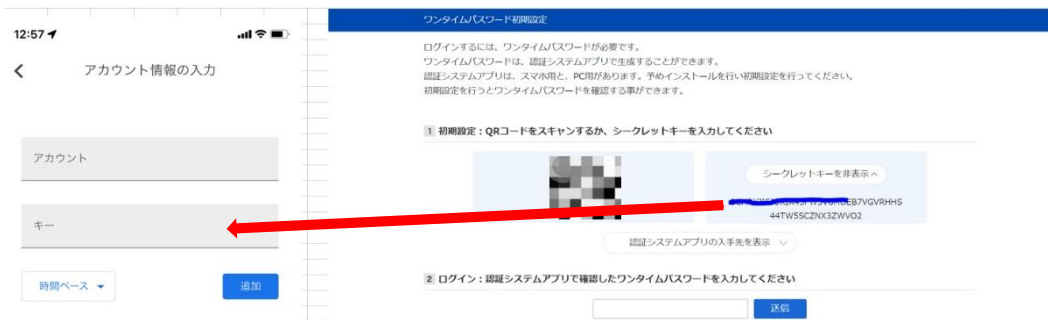 12:57
アカウント情報の入力
アカウント
キー
時間ベース
追加
ワンタイムパスワード初期設定
ログインするには、ワンタイムパスワードが必要です。
ワンタイムパスワードは、認証システムアプリで生成することができます。
認証システムアプリは、スマホ用と、PC用があります。予めインストールを行い初期設定を行ってください。
初期設定を行うとワンタイムパスワードを確認する事ができます。
1 初期設定：QRコードをスキャンするか、シークレットキーを入力してください
シークレットキーを非表示
認証システムアプリの入手先を表示
2 ログイン：認証システムアプリで確認したワンタイムパスワードを入力してください
送信